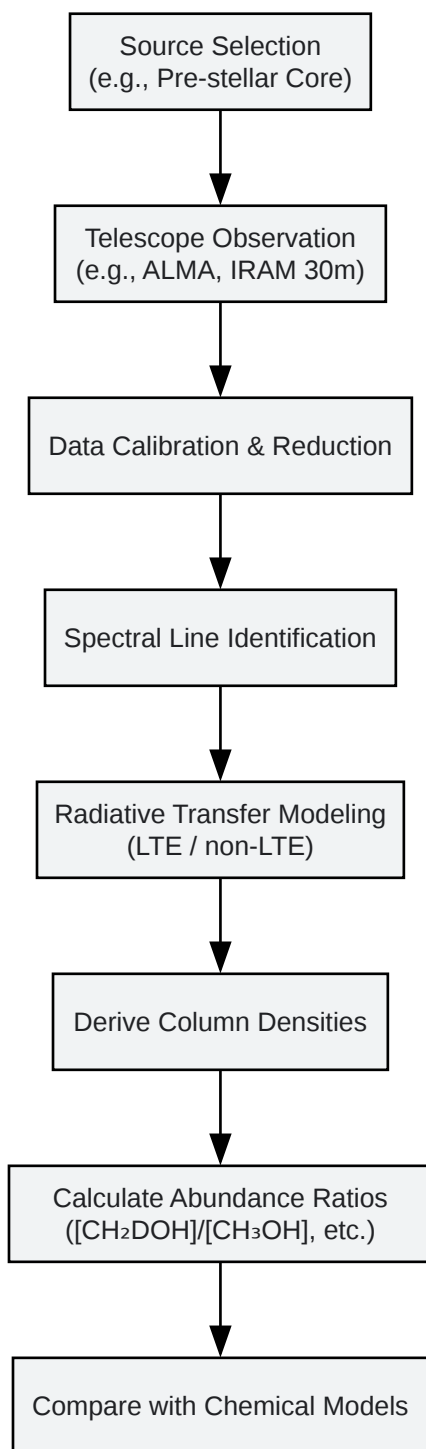 Source Selection
(e.g., Pre-stellar Core)
Telescope Observation
(e.g., ALMA, IRAM 30m)
Data Calibration & Reduction
Spectral Line Identification
Radiative Transfer Modeling
(LTE / non-LTE)
Derive Column Densities
Calculate Abundance Ratios
([CH₂DOH]/[CH₃OH], etc.)
Compare with Chemical Models